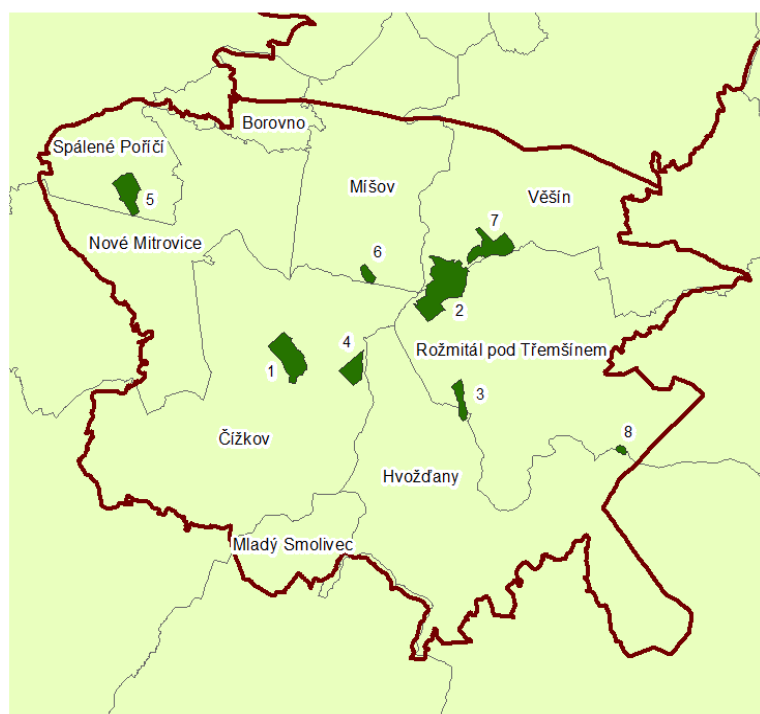 Borovno
Spálené Poříčí
Míšov
Věšín
5
7
Nové Mitrovice
6
2
4
Rožmitál pod Třemšínem
1
3
8
Čížkov
Hvožďany
Mladý Smolivec